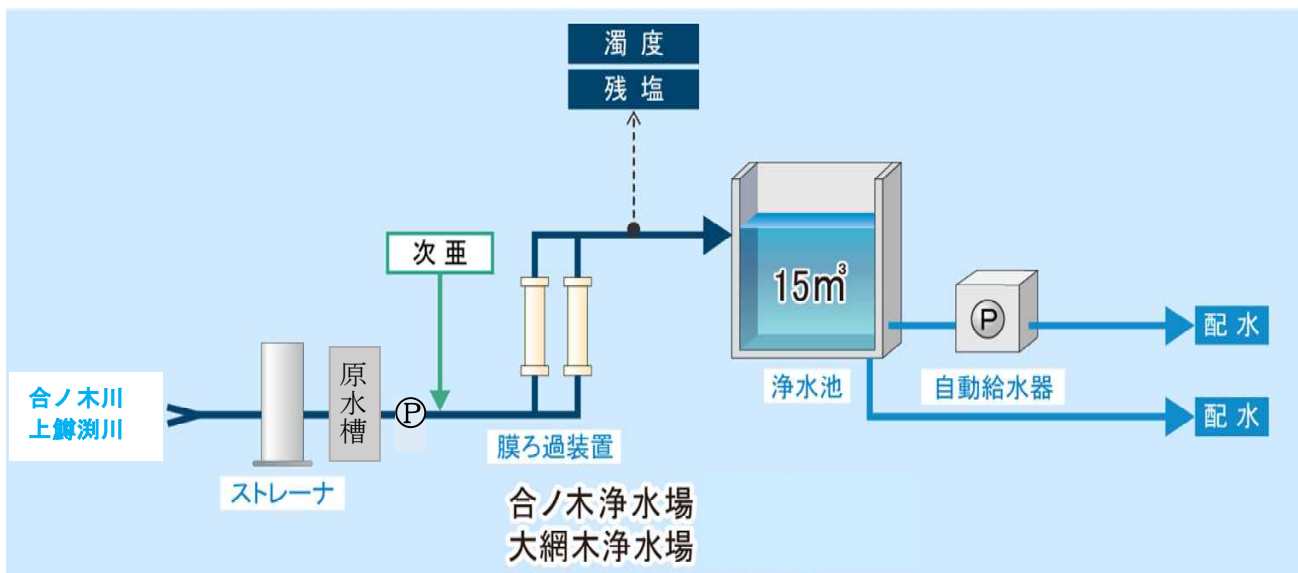 濁度
残塩
次亜
15m³
合ノ木川
上鱒渕川
原水槽
P
P
配水
配水
浄水池
自動給水器
膜ろ過装置
ストレーナ
合ノ木浄水場
大網木浄水場